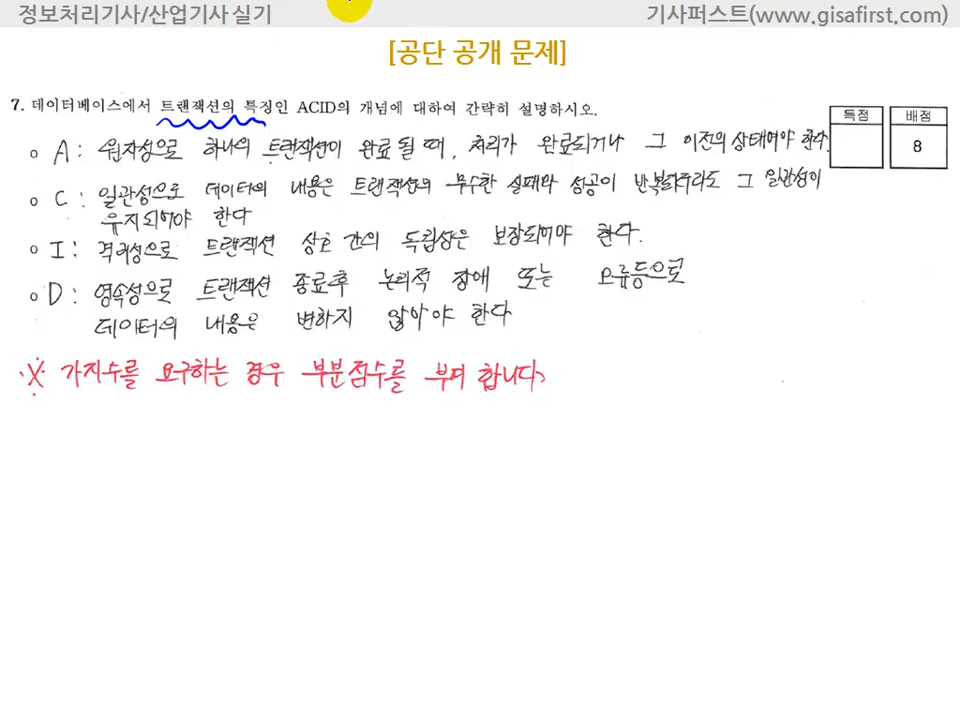 정보처리기사/산업기사 실기
기사퍼스트(www.gisafirst.com)
[공단 공개 문제]
7. 데이터베이스에서 트랜잭션의 특징인 ACID의 개념에 대하여 간략히 설명하시오.
득점 배점
8
○ A : 원자성으로 하나의 트랜잭션이 완료될 때, 처리가 완료되거나 그 이전의 상태여야 한다.
○ C : 일관성으로 데이터의 내용은 트랜잭션의 무수한 실패와 성공이 반복하더라도 그 일관성이
유지되어야 한다
○ I : 격리성으로 트랜잭션 상호 간의 독립성은 보장되어야 한다.
○ D : 영속성으로 트랜잭션 종료후 논리적 장애 또는 오류등으로
데이터의 내용은 변하지 않아야 한다
※ 가지수를 요구하는 경우 부분점수를 부여 합니다